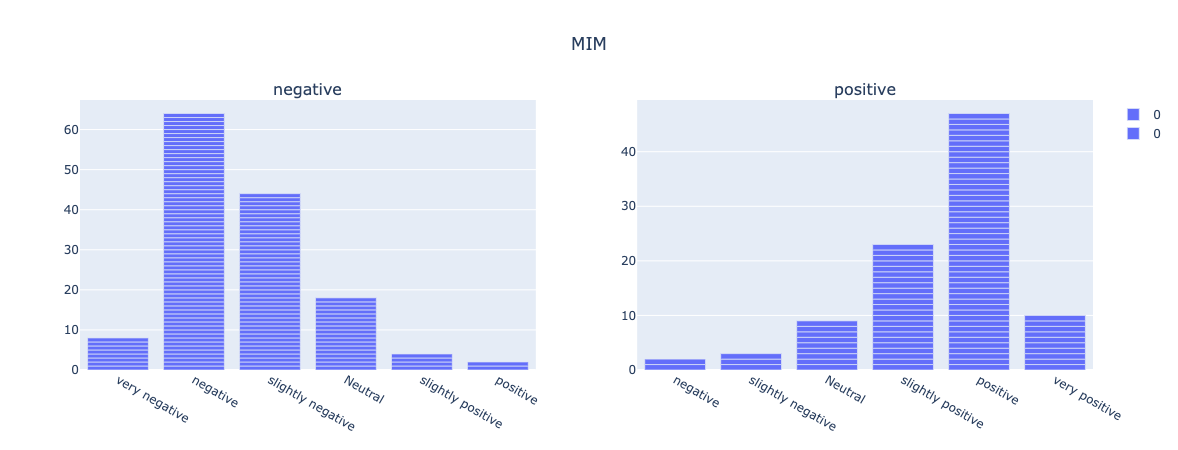 MIM
negative
positive
0
0
60
50
40
30
20
10
0
very negative
negative
slightly negative
Neutral
slightly positive
positive
40
30
20
10
0
negative
slightly negative
Neutral
slightly positive
positive
very positive